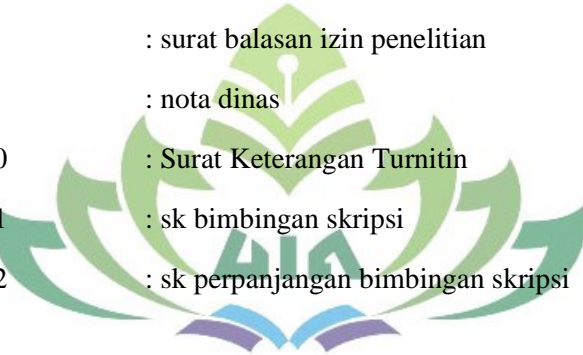 : surat balasan izin penelitian
: nota dinas
0 : Surat Keterangan Turnitin
1 : sk bimbingan skripsi
2 : sk perpanjangan bimbingan skripsi
UIN